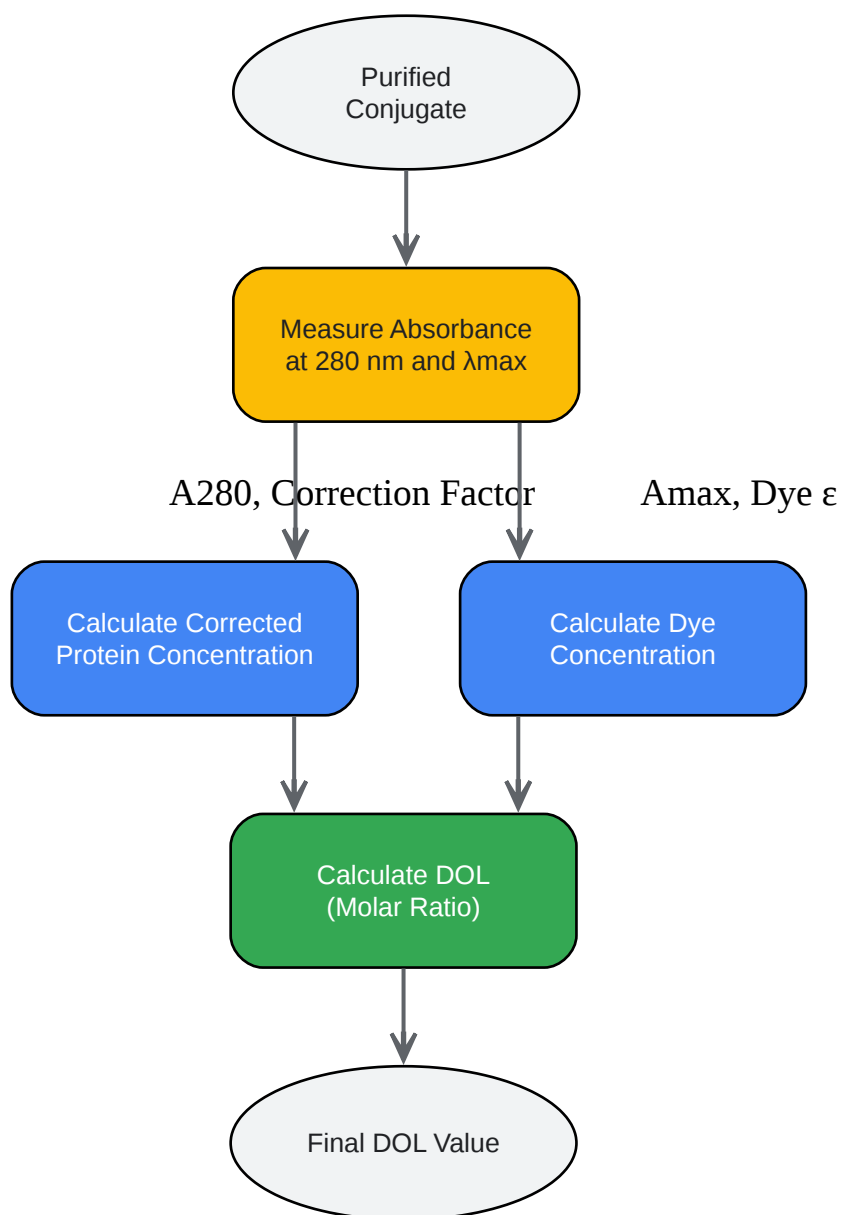 Purified
Conjugate
Measure Absorbance
at 280 nm and λmax
A280, Correction Factor
Amax, Dye ε
Calculate Corrected
Protein Concentration
Calculate Dye
Concentration
Calculate DOL
(Molar Ratio)
Final DOL Value